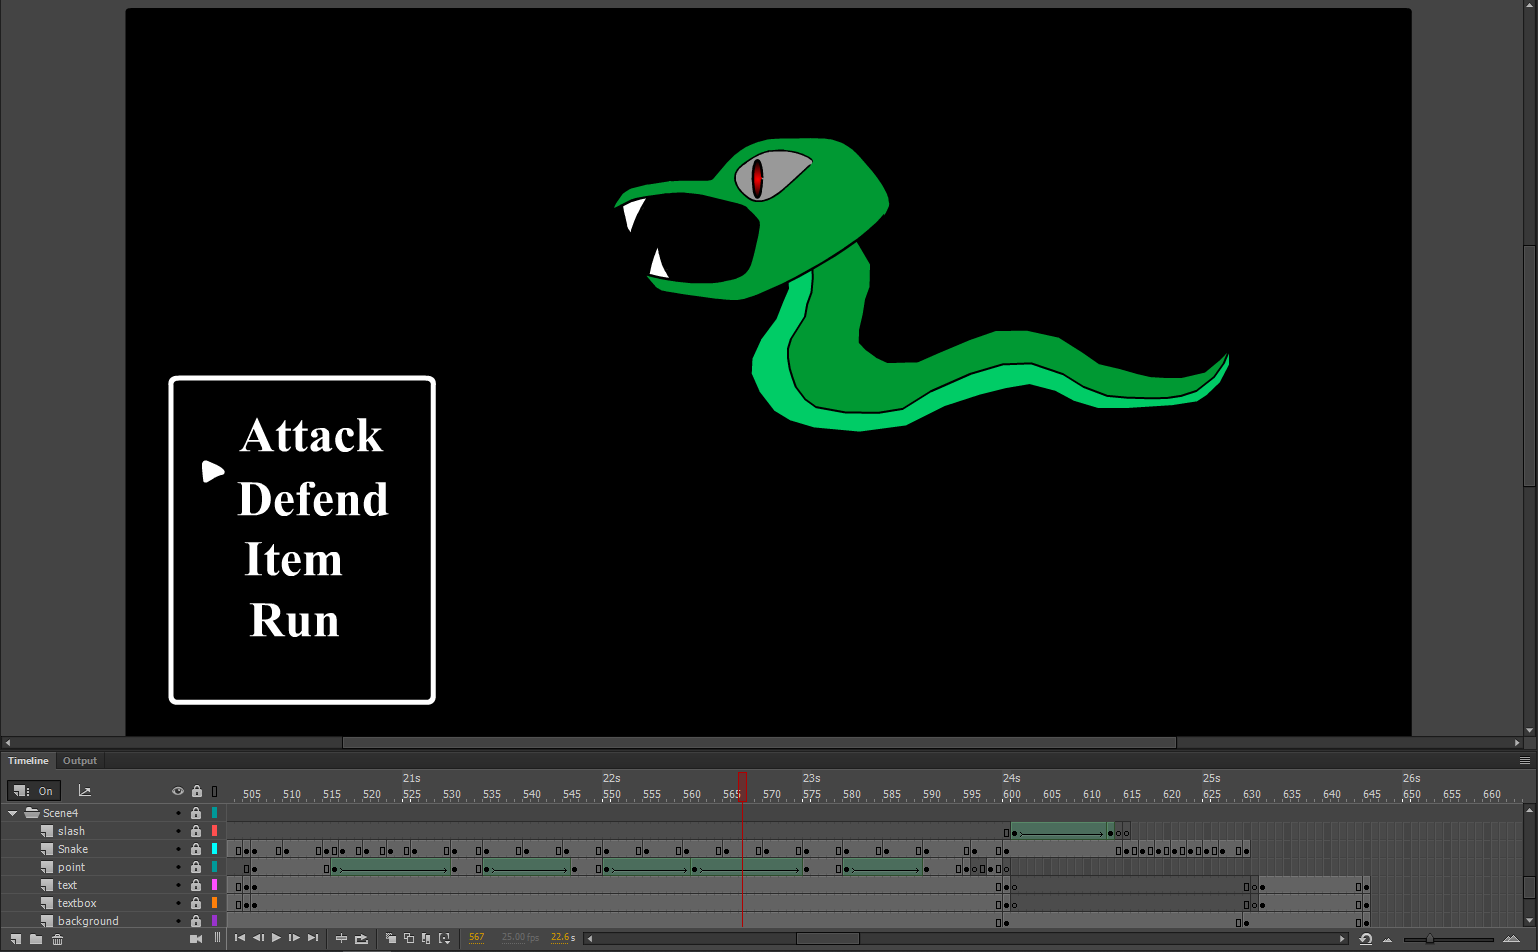 Attack
Defend
Item
Run
Timeline Output
On
21s 22s 23s 24s 25s 26s
505 510 515 520 525 530 535 540 545 550 555 560 565 570 575 580 585 590 595 600 605 610 615 620 625 630 635 640 645 650 655 660
Scene4
slash
Snake
point
text
textbox
background
567 25.00 fps 22.6 s